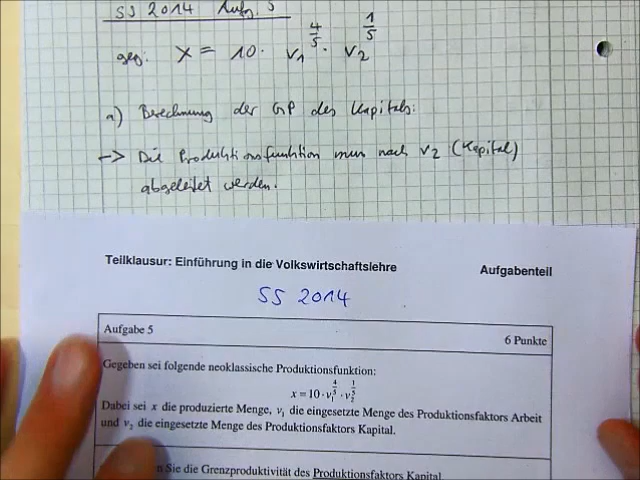 SS 2014 Aufg. 5
geg: x = 10 · v₁^(4/5) · v₂^(1/5)
a) Berechnung der GP des Kapitals:
-> Die Produktionsfunktion muss nach v₂ (Kapital)
abgeleitet werden.
Teilklausur: Einführung in die Volkswirtschaftslehre Aufgabenteil
SS 2014
Aufgabe 5 6 Punkte
Gegeben sei folgende neoklassische Produktionsfunktion:
x = 10 · v₁^(4/5) · v₂^(1/5)
Dabei sei x die produzierte Menge, v₁ die eingesetzte Menge des Produktionsfaktors Arbeit
und v₂ die eingesetzte Menge des Produktionsfaktors Kapital.
Sie die Grenzproduktivität des Produktionsfaktors Kapital